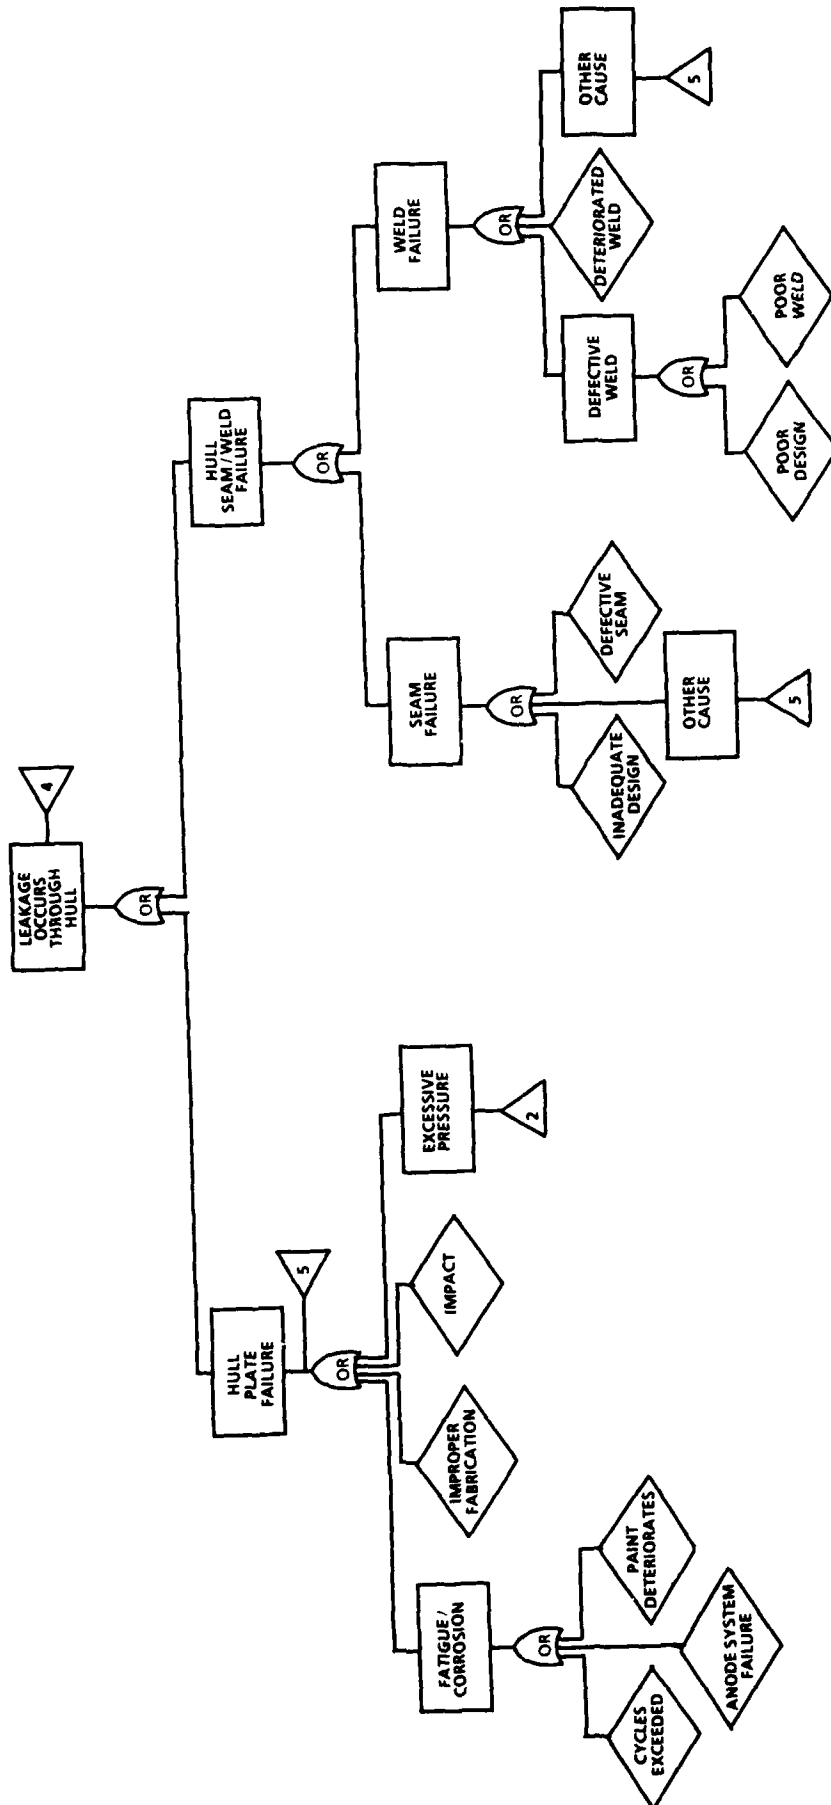 LEAKAGE
OCCURS
THROUGH
HULL
4
OR
HULL
PLATE
FAILURE
5
OR
HULL
SEAM / WELD
FAILURE
OR
FATIGUE /
CORROSION
OR
CYCLES
EXCEEDED
ANODE SYSTEM
FAILURE
PAINT
DETERIORATES
IMPROPER
FABRICATION
IMPACT
EXCESSIVE
PRESSURE
2
SEAM
FAILURE
OR
INADEQUATE
DESIGN
OTHER
CAUSE
5
DEFECTIVE
SEAM
WELD
FAILURE
OR
DEFECTIVE
WELD
OR
POOR
DESIGN
POOR
WELD
DETERIORATED
WELD
OTHER
CAUSE
5